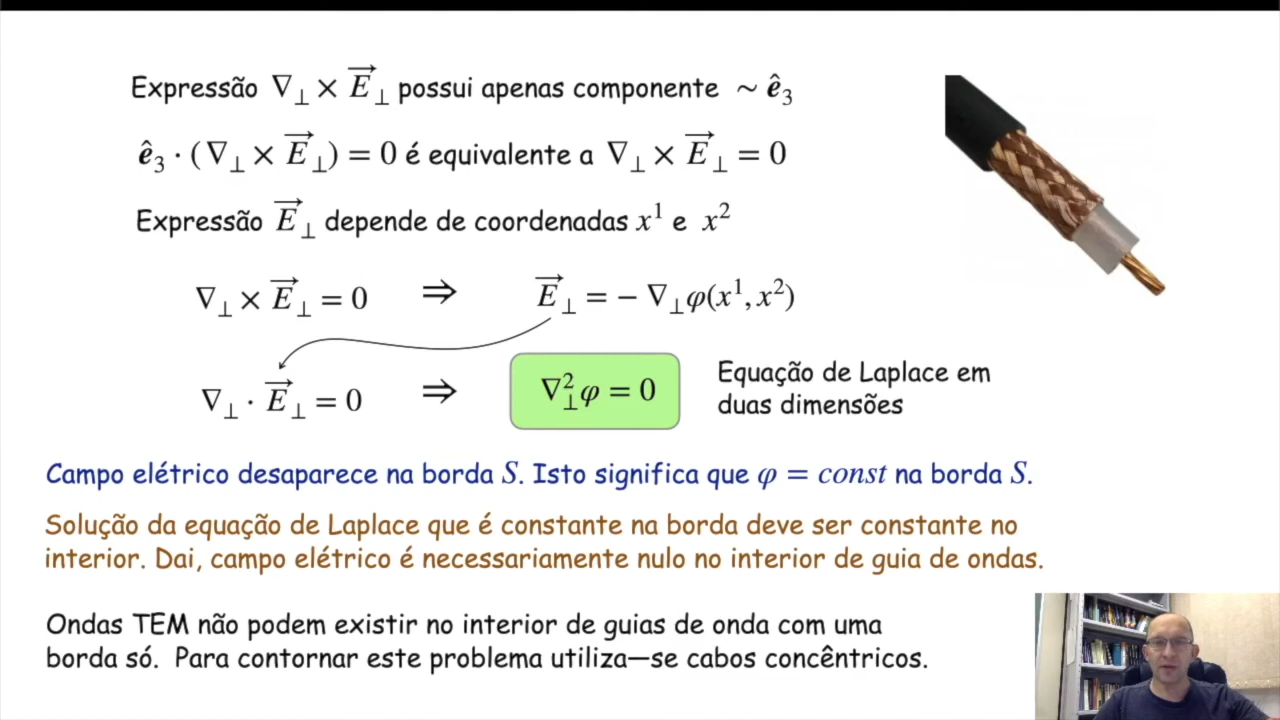 Expressão ∇⊥ × E⃗⊥ possui apenas componente ~ ê₃
ê₃ · (∇⊥ × E⃗⊥) = 0 é equivalente a ∇⊥ × E⃗⊥ = 0
Expressão E⃗⊥ depende de coordenadas x¹ e x²
∇⊥ × E⃗⊥ = 0 ⇒ E⃗⊥ = − ∇⊥φ(x¹, x²)
∇⊥ · E⃗⊥ = 0 ⇒ ∇²⊥φ = 0
Equação de Laplace em
duas dimensões
Campo elétrico desaparece na borda S. Isto significa que φ = const na borda S.
Solução da equação de Laplace que é constante na borda deve ser constante no
interior. Dai, campo elétrico é necessariamente nulo no interior de guia de ondas.
Ondas TEM não podem existir no interior de guias de onda com uma
borda só. Para contornar este problema utiliza—se cabos concêntricos.